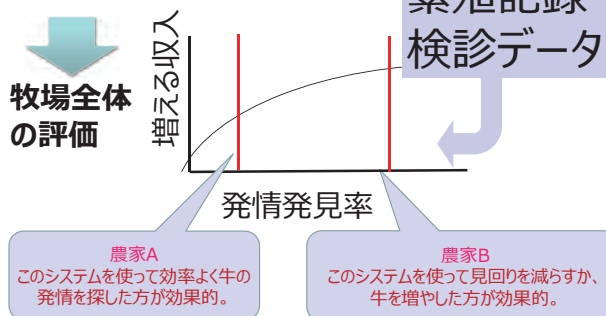 繁殖記録
検診データ
牧場全体
の評価
増える収入
発情発見率
農家A
このシステムを使って効率よく牛の
発情を探した方が効果的。
農家B
このシステムを使って見回りを減らすか、
牛を増やした方が効果的。